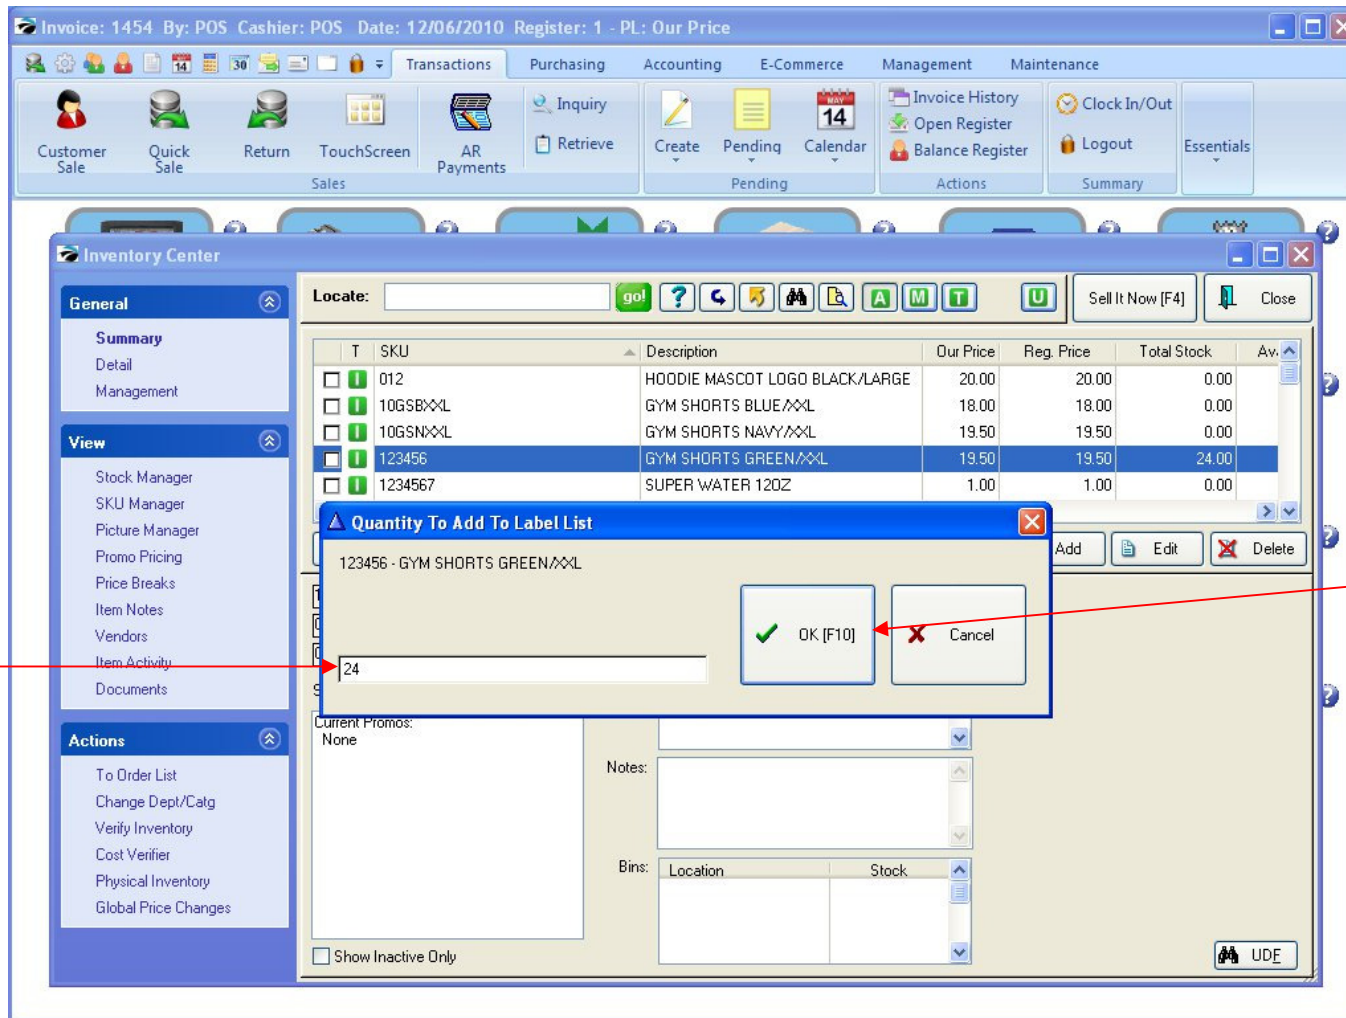 Invoice: 1454 By: POS Cashier: POS Date: 12/06/2010 Register: 1 - PL: Our Price
14 30 Transactions Purchasing Accounting E-Commerce Management Maintenance
Customer Sale
Quick Sale
Return
TouchScreen
AR Payments
Inquiry
Retrieve
Sales
Create
Pending
MAY 14
Calendar
Pending
Invoice History
Open Register
Balance Register
Actions
Clock In/Out
Logout
Summary
Essentials
Inventory Center
General
Summary
Detail
Management
View
Stock Manager
SKU Manager
Picture Manager
Promo Pricing
Price Breaks
Item Notes
Vendors
Item Activity
Documents
Actions
To Order List
Change Dept/Catg
Verify Inventory
Cost Verifier
Physical Inventory
Global Price Changes
Locate: go! ? A M T U Sell It Now [F4] Close
T SKU Description Our Price Reg. Price Total Stock Av.
I 012 HOODIE MASCOT LOGO BLACK/LARGE 20.00 20.00 0.00
I 10GSBXXL GYM SHORTS BLUE/XXL 18.00 18.00 0.00
I 10GSNXXL GYM SHORTS NAVY/XXL 19.50 19.50 0.00
I 123456 GYM SHORTS GREEN/XXL 19.50 19.50 24.00
I 1234567 SUPER WATER 12OZ 1.00 1.00 0.00
Add Edit Delete
Quantity To Add To Label List
123456 - GYM SHORTS GREEN/XXL
OK [F10] Cancel
24
Current Promos:
None
Notes:
Bins: Location Stock
Show Inactive Only
UDF